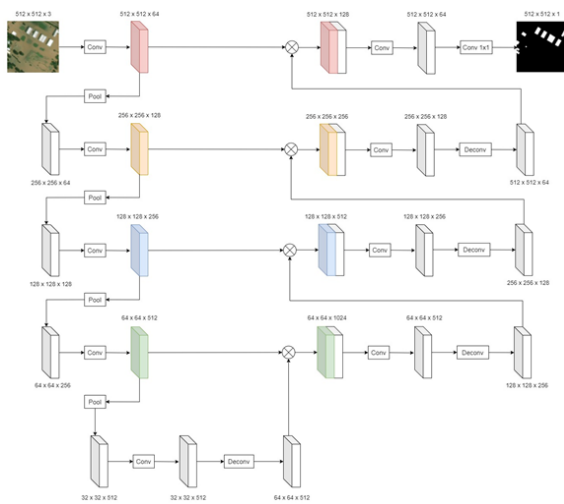 512 x 512 x 3
512 x 512 x 64
512 x 512 x 128
512 x 512 x 64
512 x 512 x 1
Conv
Conv
Conv 1x1
Pool
256 x 256 x 128
256 x 256 x 256
256 x 256 x 128
Conv
Conv
Deconv
256 x 256 x 64
512 x 512 x 64
Pool
128 x 128 x 256
128 x 128 x 512
128 x 128 x 256
Conv
Conv
Deconv
128 x 128 x 128
256 x 256 x 128
Pool
64 x 64 x 512
64 x 64 x 1024
64 x 64 x 512
Conv
Conv
Deconv
64 x 64 x 256
128 x 128 x 256
Pool
Conv
Deconv
32 x 32 x 512
32 x 32 x 512
64 x 64 x 512